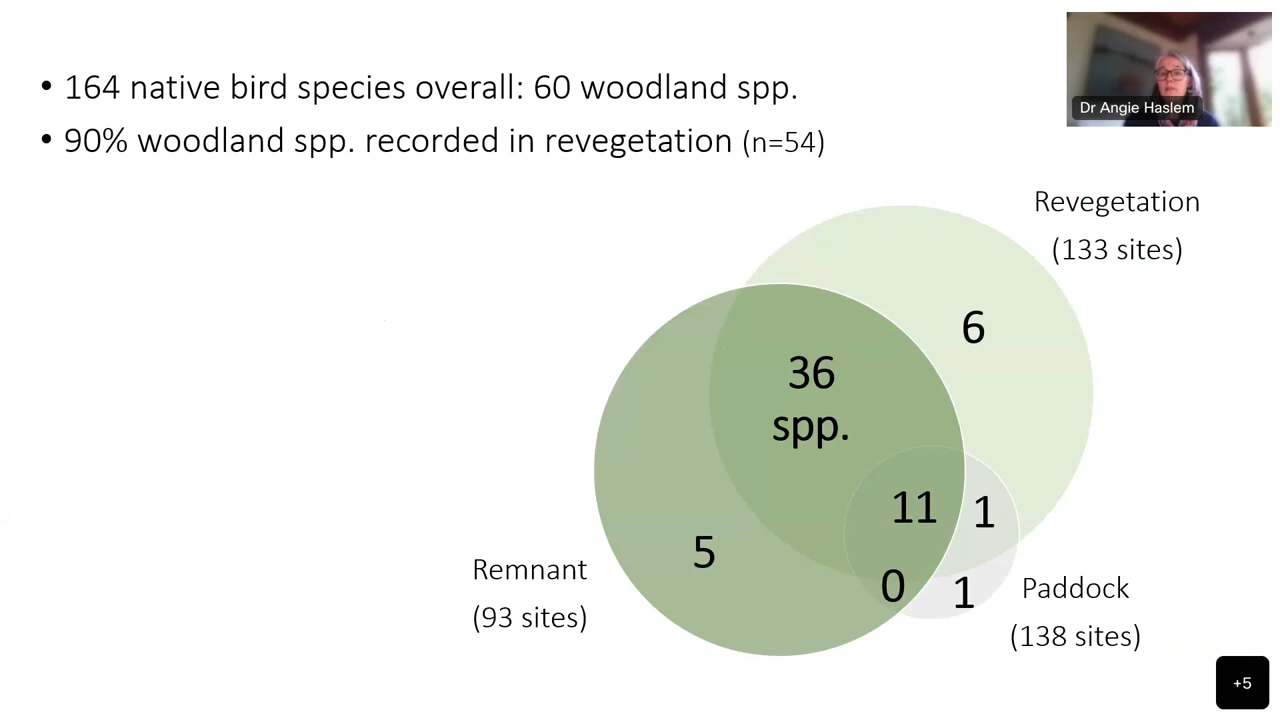 • 164 native bird species overall: 60 woodland spp.
• 90% woodland spp. recorded in revegetation (n=54)
Dr Angie Haslem
Revegetation
(133 sites)
6
36
spp.
11
1
5
0
1
Remnant
(93 sites)
Paddock
(138 sites)
+5